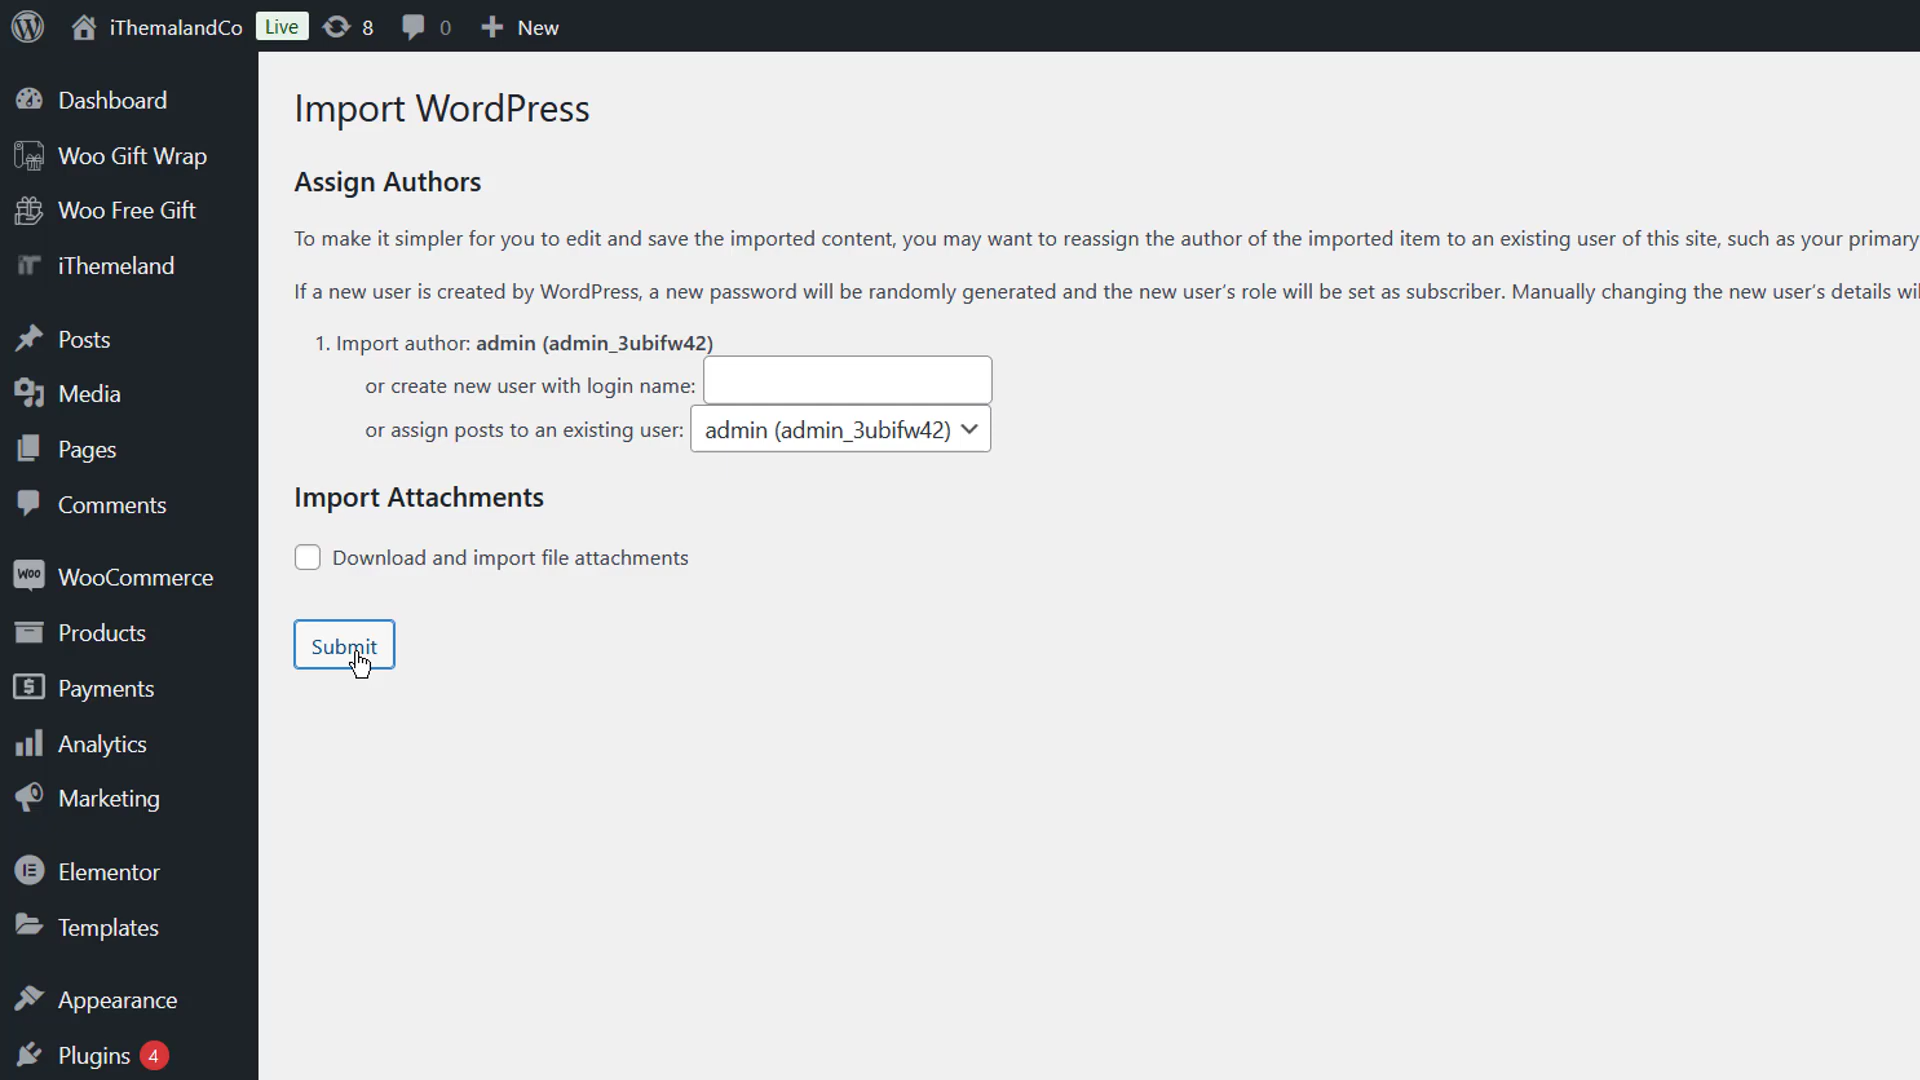 iThemalandCo Live 8 0 New
Dashboard
Woo Gift Wrap
Woo Free Gift
iThemeland
Posts
Media
Pages
Comments
WooCommerce
Products
Payments
Analytics
Marketing
Elementor
Templates
Appearance
Plugins 4
Import WordPress
Assign Authors
To make it simpler for you to edit and save the imported content, you may want to reassign the author of the imported item to an existing user of this site, such as your primary
If a new user is created by WordPress, a new password will be randomly generated and the new user's role will be set as subscriber. Manually changing the new user's details wil
1. Import author: admin (admin_3ubifw42)
or create new user with login name:
or assign posts to an existing user: admin (admin_3ubifw42)
Import Attachments
Download and import file attachments
Submit